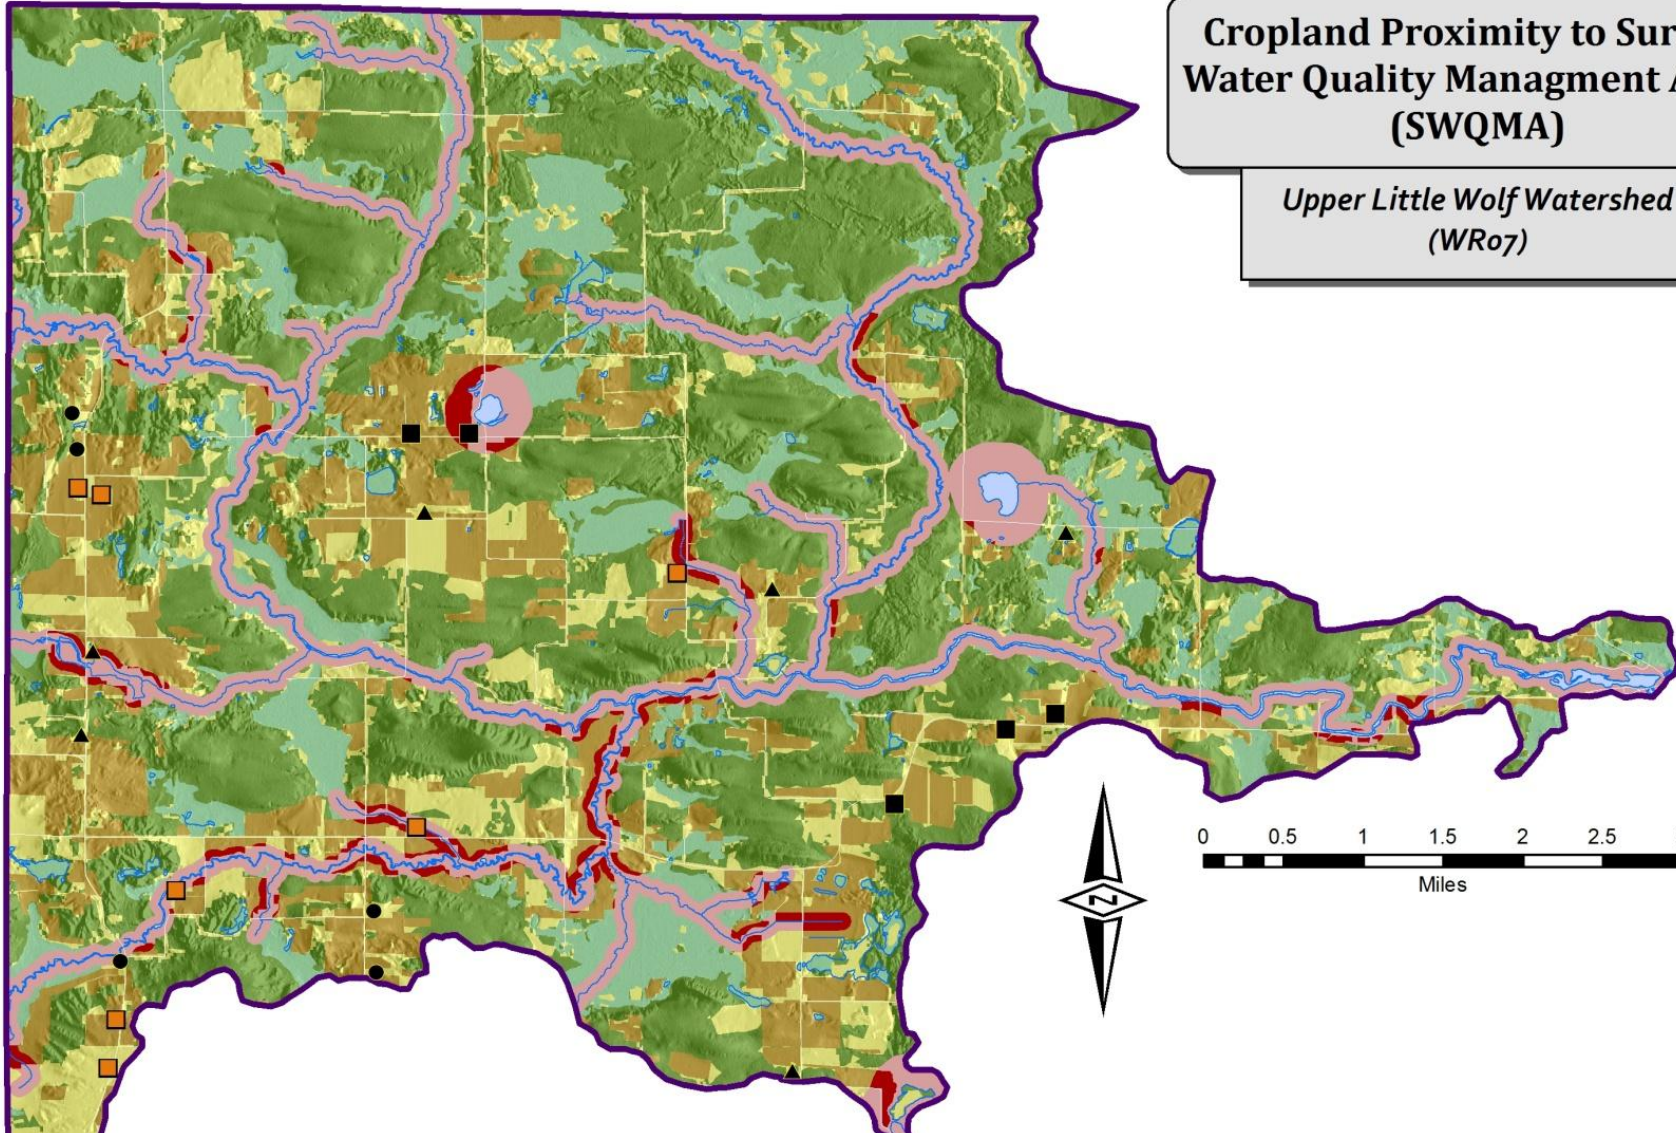 Cropland Proximity to Sur
Water Quality Managment A
(SWQMA)
Upper Little Wolf Watershed
(WR07)
N
0 0.5 1 1.5 2 2.5
Miles